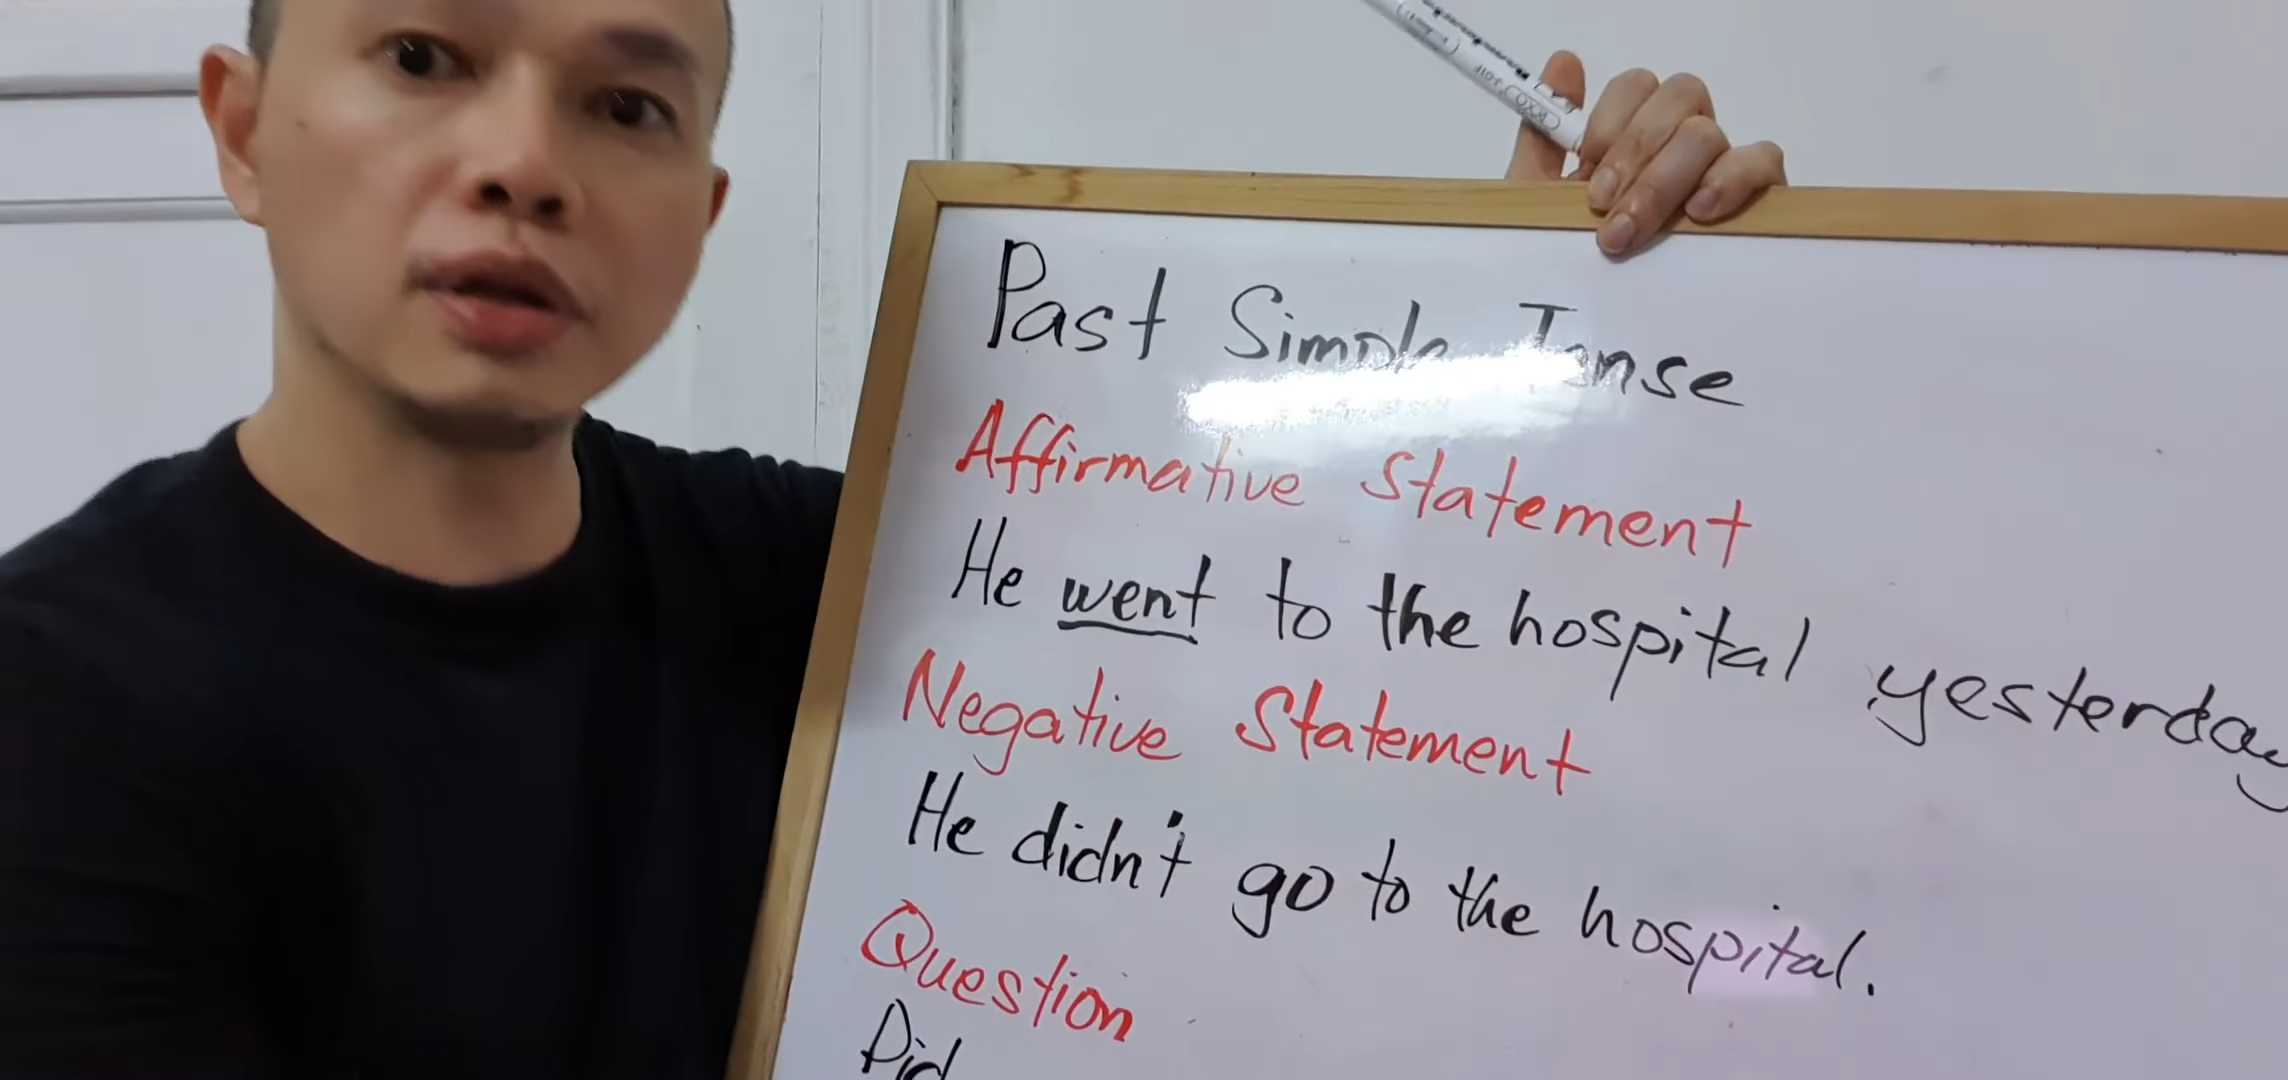 Past Simple Tense
Affirmative Statement
He went to the hospital yesterday
Negative Statement
He didn't go to the hospital.
Question
Did